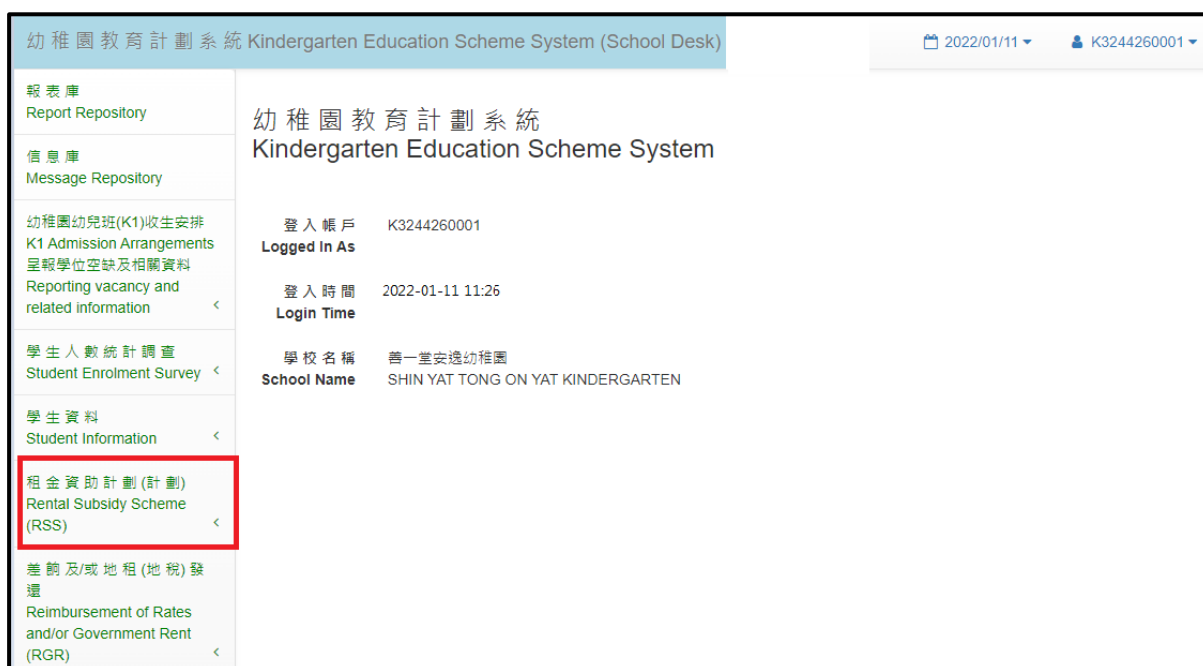 幼稚園教育計劃系統 Kindergarten Education Scheme System (School Desk)
2022/01/11
K3244260001
報表庫
Report Repository
信息庫
Message Repository
幼稚園幼兒班(K1)收生安排
K1 Admission Arrangements
呈報學位空缺及相關資料
Reporting vacancy and
related information
學生人數統計調查
Student Enrolment Survey
學生資料
Student Information
租金資助計劃(計劃)
Rental Subsidy Scheme
(RSS)
差餉及/或地租(地稅)發
還
Reimbursement of Rates
and/or Government Rent
(RGR)
幼稚園教育計劃系統
Kindergarten Education Scheme System
登入帳戶 K3244260001
Logged In As
登入時間 2022-01-11 11:26
Login Time
學校名稱 善一堂安逸幼稚園
School Name SHIN YAT TONG ON YAT KINDERGARTEN